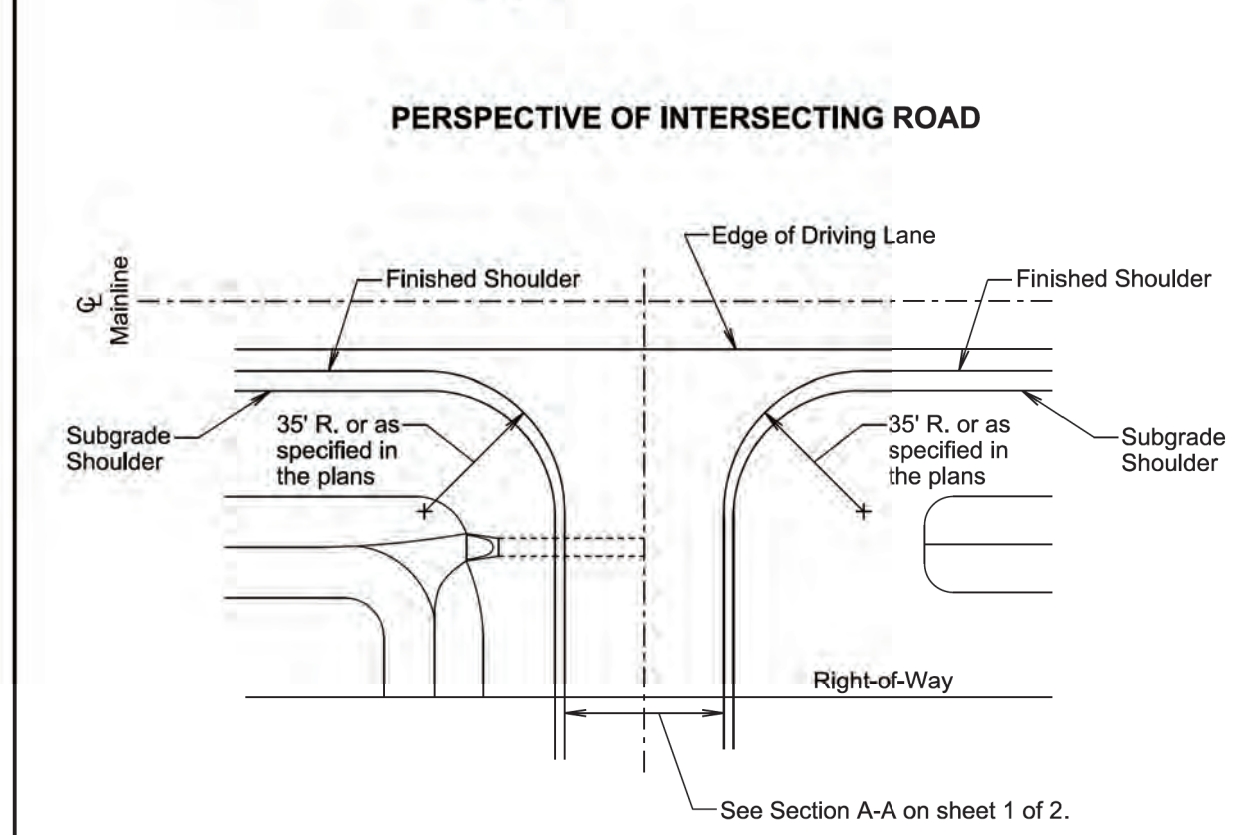 PERSPECTIVE OF INTERSECTING ROAD
Edge of Driving Lane
Finished Shoulder
Finished Shoulder
℄
Mainline
Subgrade
Shoulder
35' R. or as
specified in
the plans
35' R. or as
specified in
the plans
Subgrade
Shoulder
Right-of-Way
See Section A-A on sheet 1 of 2.